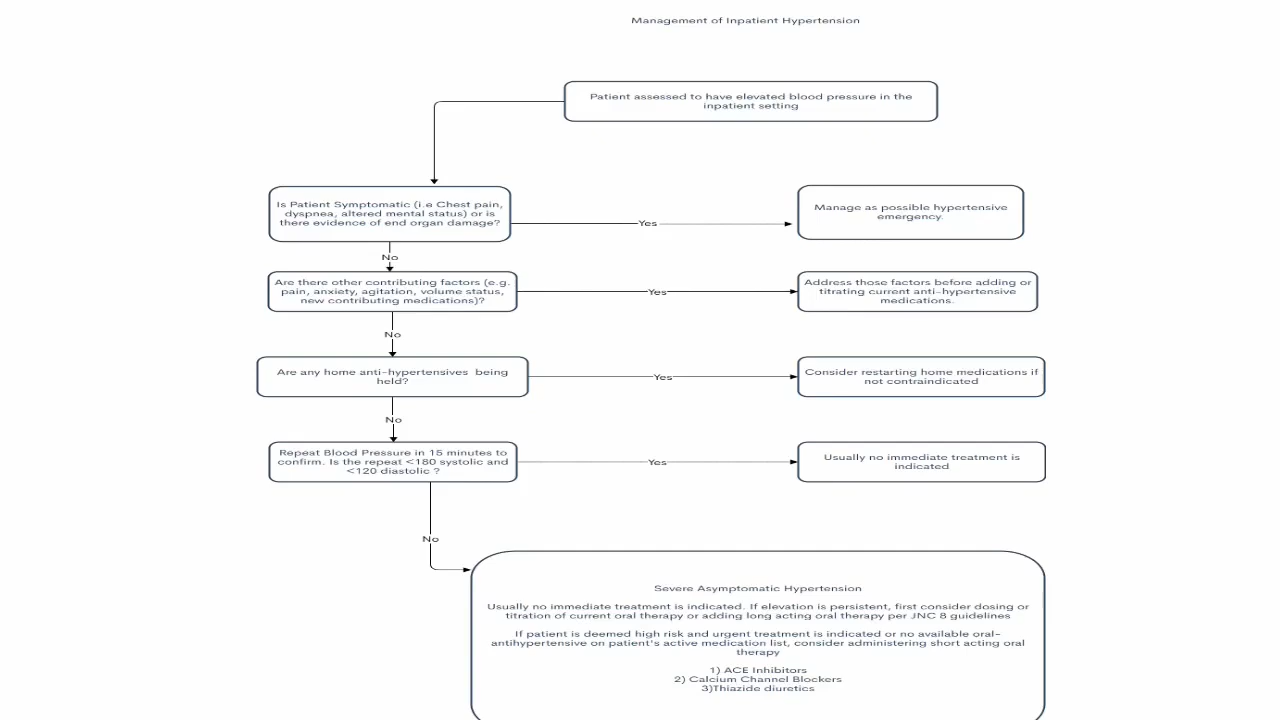 Management of Inpatient Hypertension
Patient assessed to have elevated blood pressure in the
inpatient setting
Is Patient Symptomatic (i.e Chest pain,
dyspnea, altered mental status) or is
there evidence of end organ damage?
Yes
Manage as possible hypertensive
emergency.
No
Are there other contributing factors (e.g.
pain, anxiety, agitation, volume status,
new contributing medications)?
Yes
Address those factors before adding or
titrating current anti-hypertensive
medications.
No
Are any home anti-hypertensives being
held?
Yes
Consider restarting home medications if
not contraindicated
No
Repeat Blood Pressure in 15 minutes to
confirm. Is the repeat <180 systolic and
<120 diastolic ?
Yes
Usually no immediate treatment is
indicated
No
Severe Asymptomatic Hypertension
Usually no immediate treatment is indicated. If elevation is persistent, first consider dosing or
titration of current oral therapy or adding long acting oral therapy per JNC 8 guidelines
If patient is deemed high risk and urgent treatment is indicated or no available oral-
antihypertensive on patient's active medication list, consider administering short acting oral
therapy
1) ACE Inhibitors
2) Calcium Channel Blockers
3)Thiazide diuretics